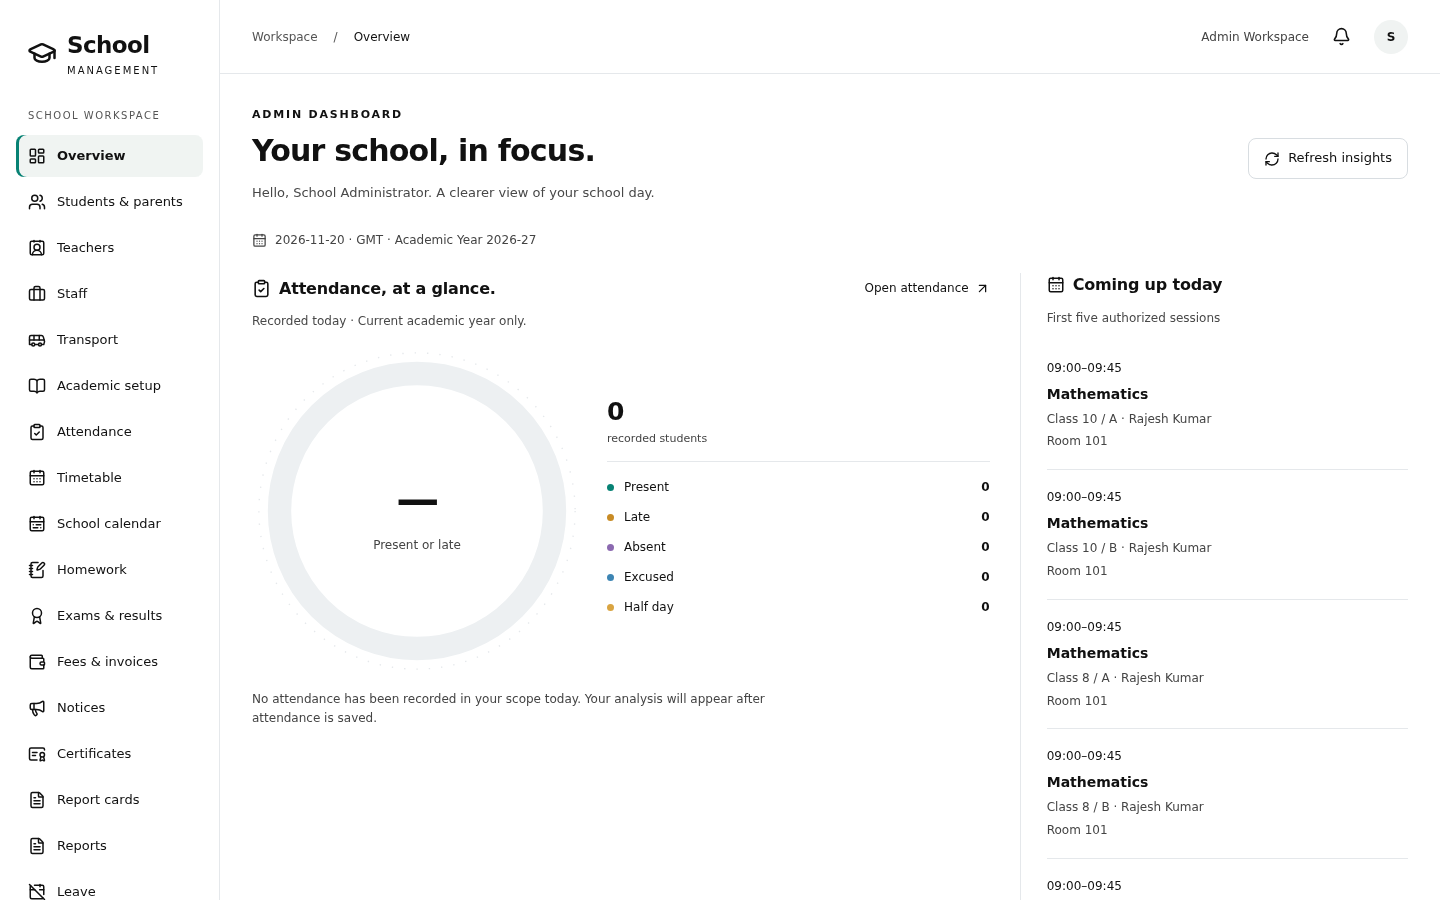 School
MANAGEMENT
SCHOOL WORKSPACE
Overview
Students & parents
Teachers
Staff
Transport
Academic setup
Attendance
Timetable
School calendar
Homework
Exams & results
Fees & invoices
Notices
Certificates
Report cards
Reports
Leave
Workspace / Overview
Admin Workspace
S
ADMIN DASHBOARD
Your school, in focus.
Hello, School Administrator. A clearer view of your school day.
Refresh insights
2026-11-20 · GMT · Academic Year 2026-27
Attendance, at a glance.
Open attendance
Recorded today · Current academic year only.
—
Present or late
0
recorded students
Present 0
Late 0
Absent 0
Excused 0
Half day 0
No attendance has been recorded in your scope today. Your analysis will appear after
attendance is saved.
Coming up today
First five authorized sessions
09:00–09:45
Mathematics
Class 10 / A · Rajesh Kumar
Room 101
09:00–09:45
Mathematics
Class 10 / B · Rajesh Kumar
Room 101
09:00–09:45
Mathematics
Class 8 / A · Rajesh Kumar
Room 101
09:00–09:45
Mathematics
Class 8 / B · Rajesh Kumar
Room 101
09:00–09:45